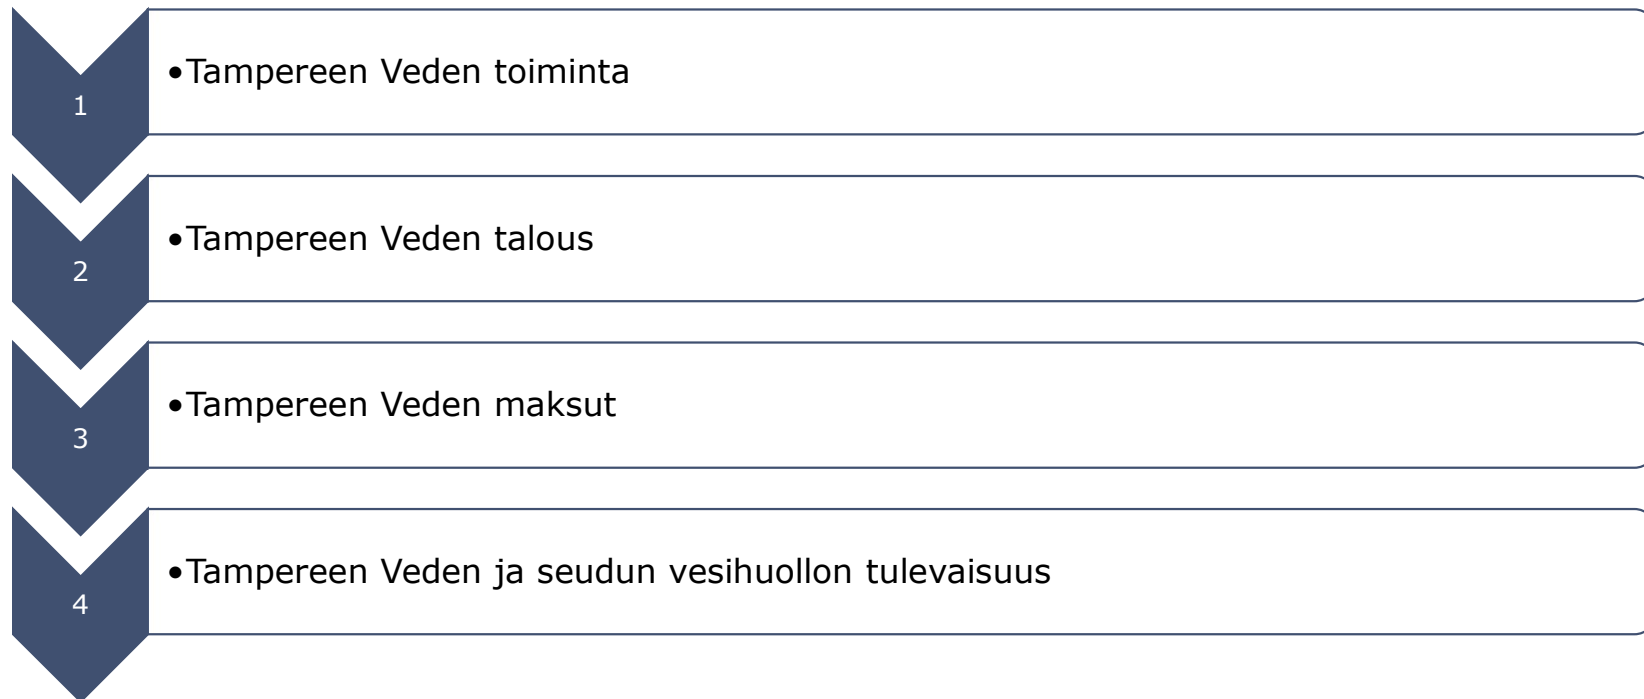 •Tampereen Veden toiminta
1
•Tampereen Veden talous
2
•Tampereen Veden maksut
3
•Tampereen Veden ja seudun vesihuollon tulevaisuus
4